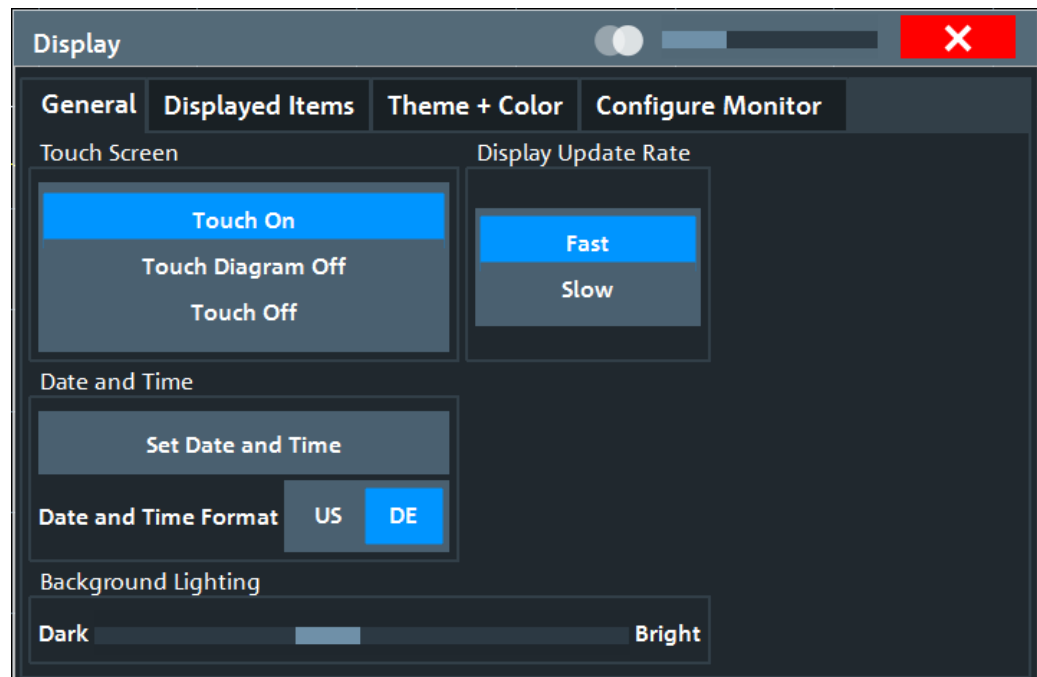 Display
General Displayed Items Theme + Color Configure Monitor
Touch Screen Display Update Rate
Touch On
Fast
Touch Diagram Off
Slow
Touch Off
Date and Time
Set Date and Time
Date and Time Format US DE
Background Lighting
Dark Bright